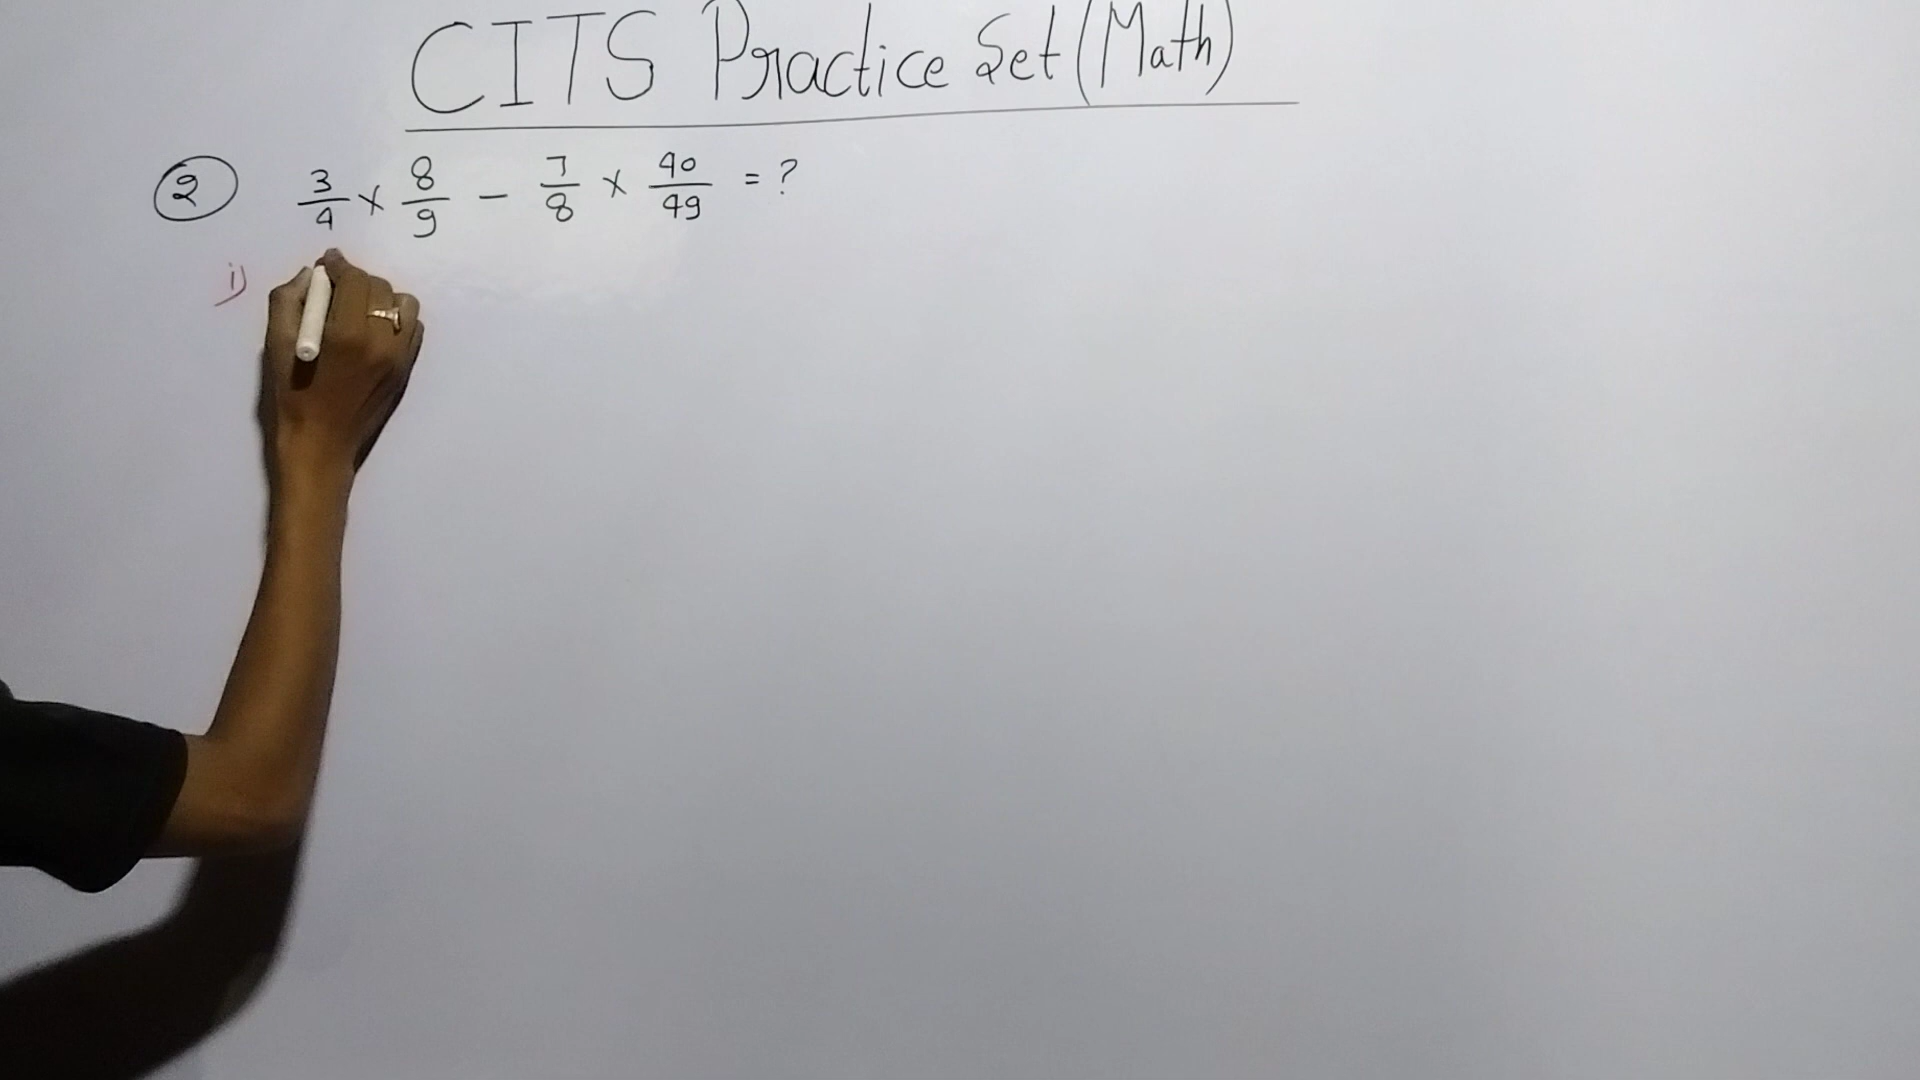 CITS Practice Set (Math)
2 3/4 × 8/9 - 7/8 × 40/49 = ?
i)